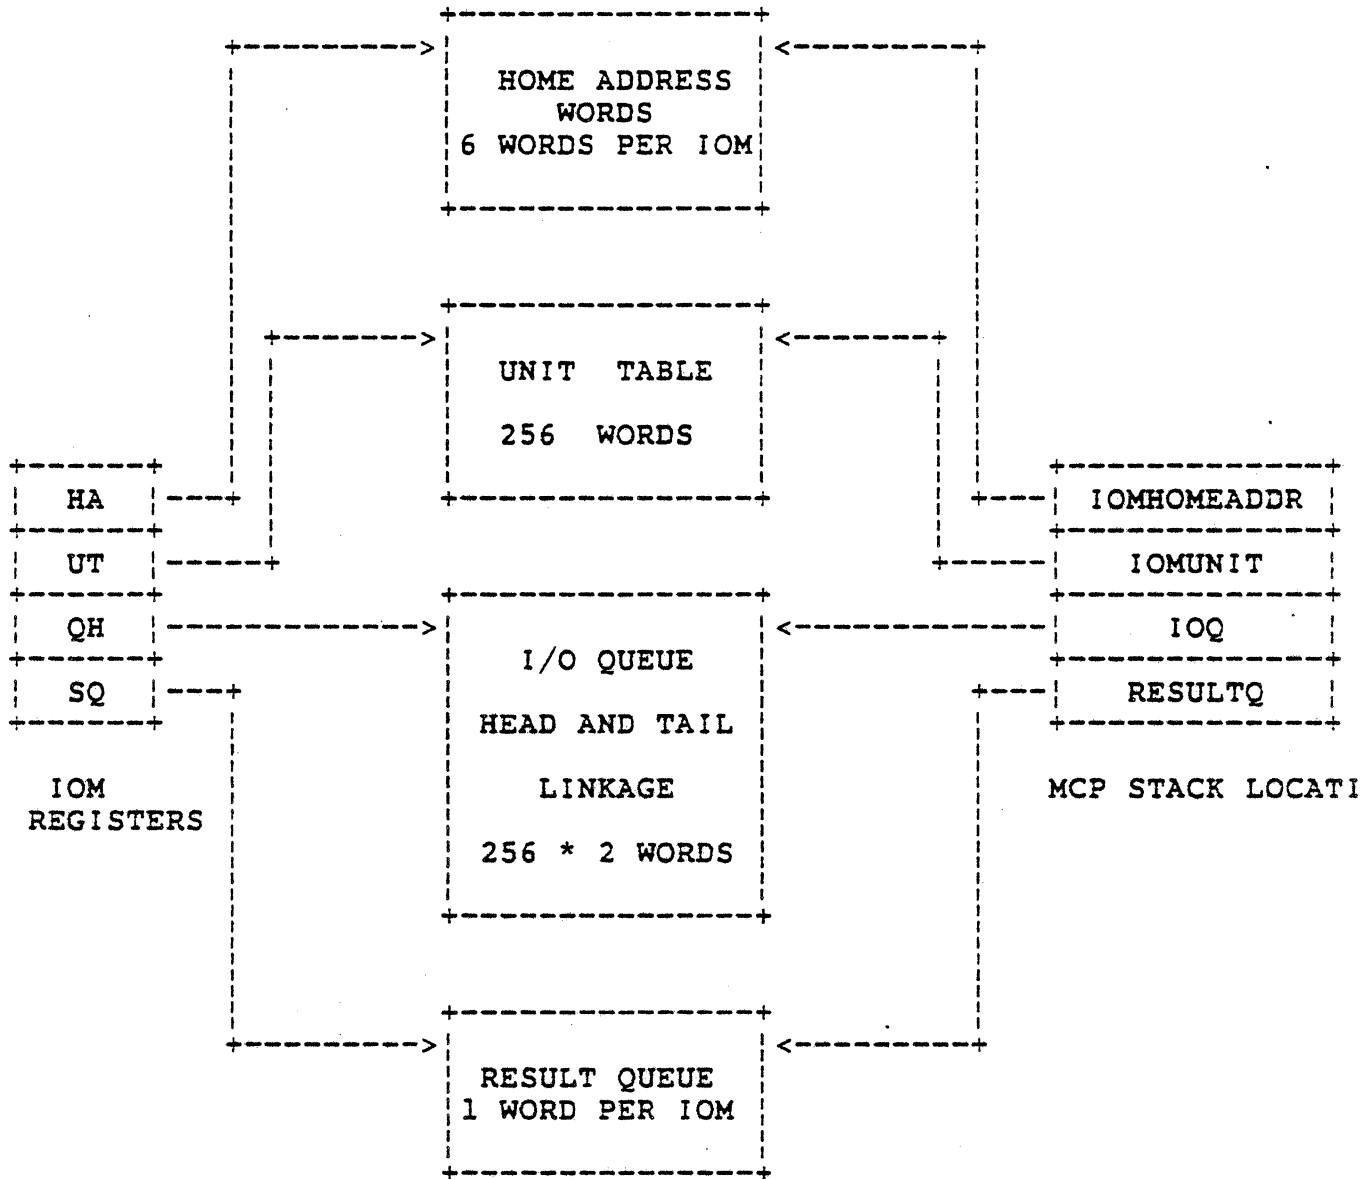 HOME ADDRESS
WORDS
6 WORDS PER IOM
UNIT TABLE
256 WORDS
HA
UT
QH
SQ
IOM
REGISTERS
IOMHOMEADDR
IOMUNIT
IOQ
RESULTQ
MCP STACK LOCATI
I/O QUEUE
HEAD AND TAIL
LINKAGE
256 * 2 WORDS
RESULT QUEUE
1 WORD PER IOM